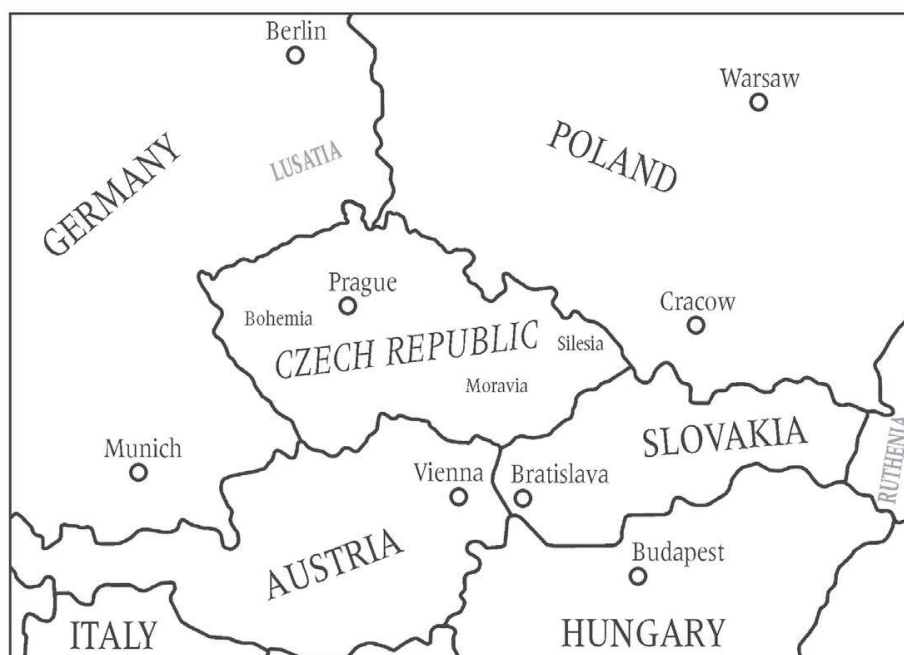 Berlin
Warsaw
GERMANY
LUSATIA
POLAND
Prague
Bohemia
Cracow
CZECH REPUBLIC
Silesia
Moravia
Munich
SLOVAKIA
RUTHENIA
Vienna
Bratislava
AUSTRIA
Budapest
ITALY
HUNGARY